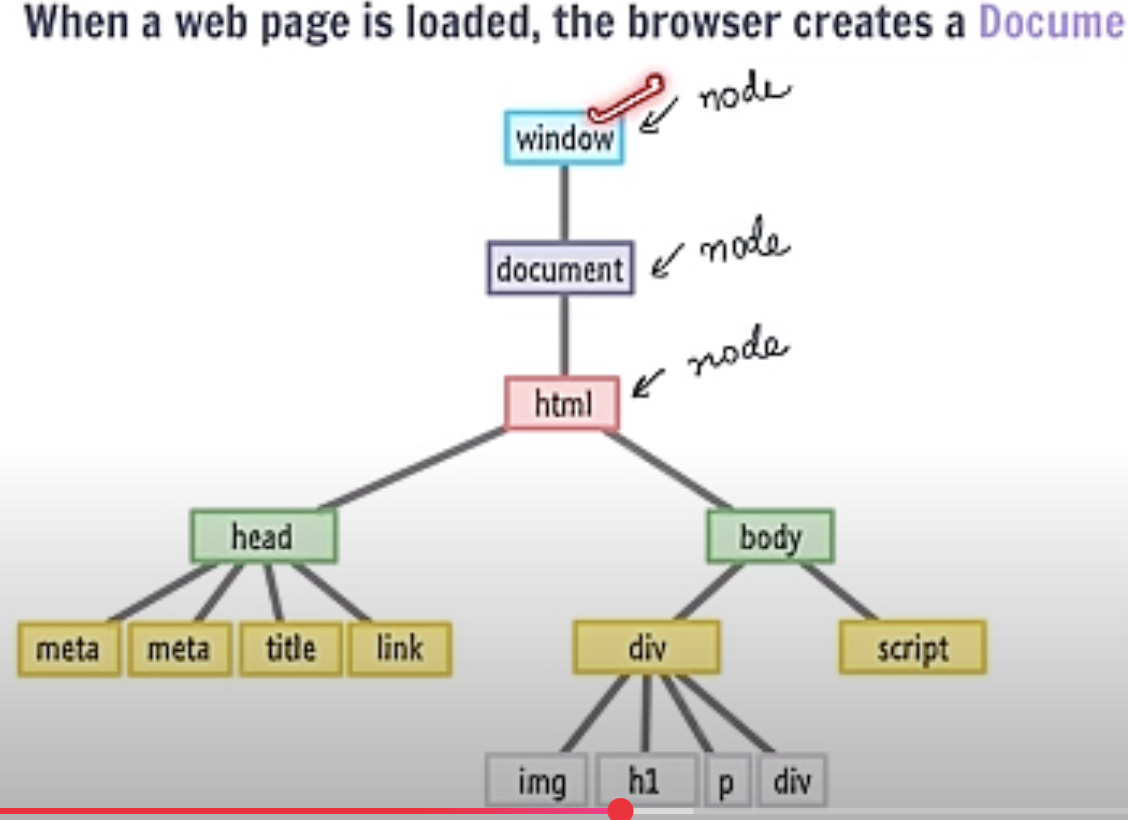 When a web page is loaded, the browser creates a Docume
node
window
node
document
node
html
head body
meta meta title link div script
img h1 p div